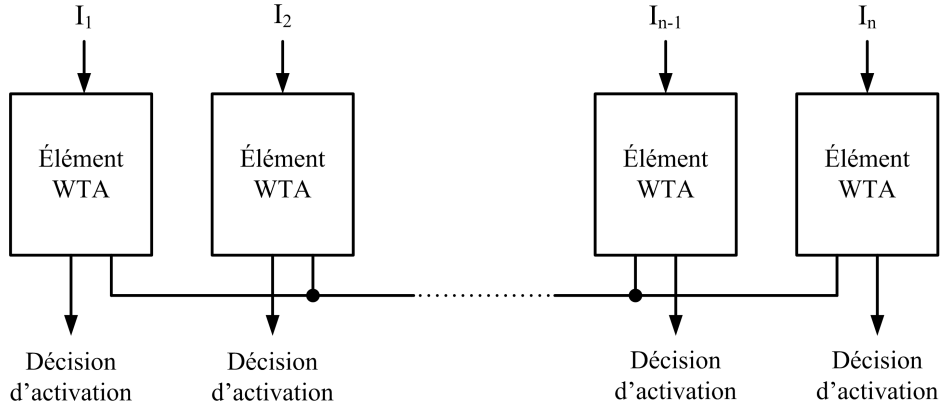 I₁
I₂
Iₙ₋₁
Iₙ
Élément
WTA
Élément
WTA
Élément
WTA
Élément
WTA
Décision
d'activation
Décision
d'activation
Décision
d'activation
Décision
d'activation